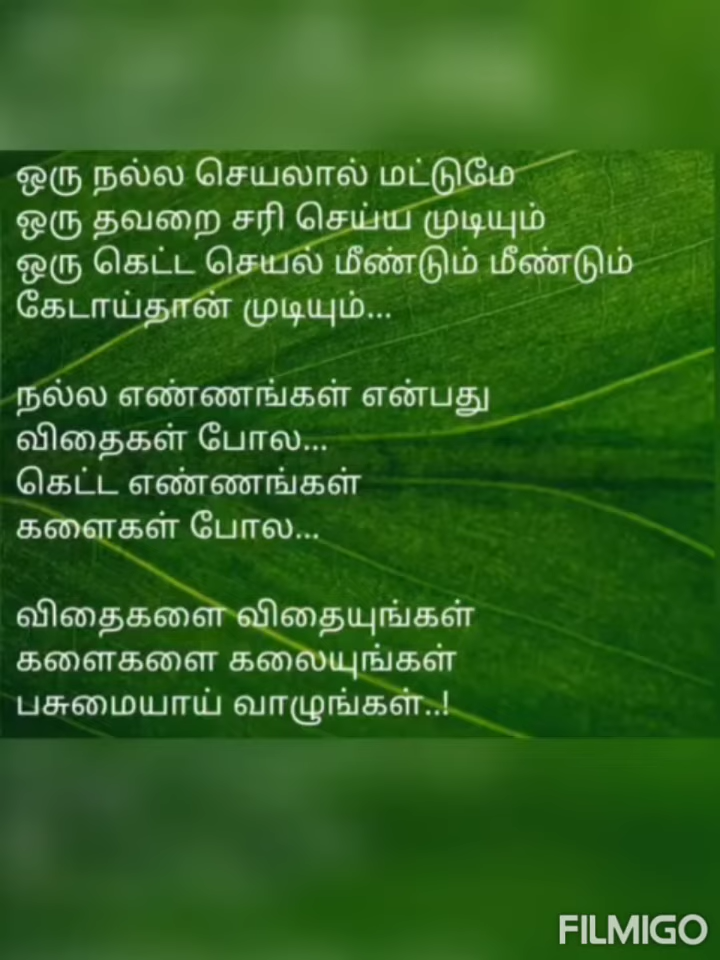 ஒரு நல்ல செயலால் மட்டுமே
ஒரு தவறை சரி செய்ய முடியும்
ஒரு கெட்ட செயல் மீண்டும் மீண்டும்
கேடாய்தான் முடியும்...
நல்ல எண்ணங்கள் என்பது
விதைகள் போல...
கெட்ட எண்ணங்கள்
களைகள் போல...
விதைகளை விதையுங்கள்
களைகளை கலையுங்கள்
பசுமையாய் வாழுங்கள்..!
FILMIGO